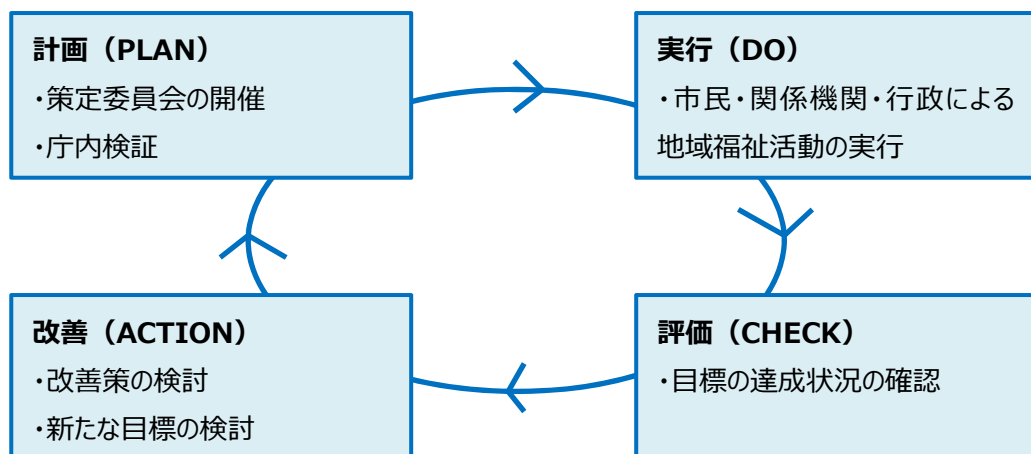 計画（PLAN）
・策定委員会の開催
・庁内検証
実行（DO）
・市民・関係機関・行政による
地域福祉活動の実行
改善（ACTION）
・改善策の検討
・新たな目標の検討
評価（CHECK）
・目標の達成状況の確認